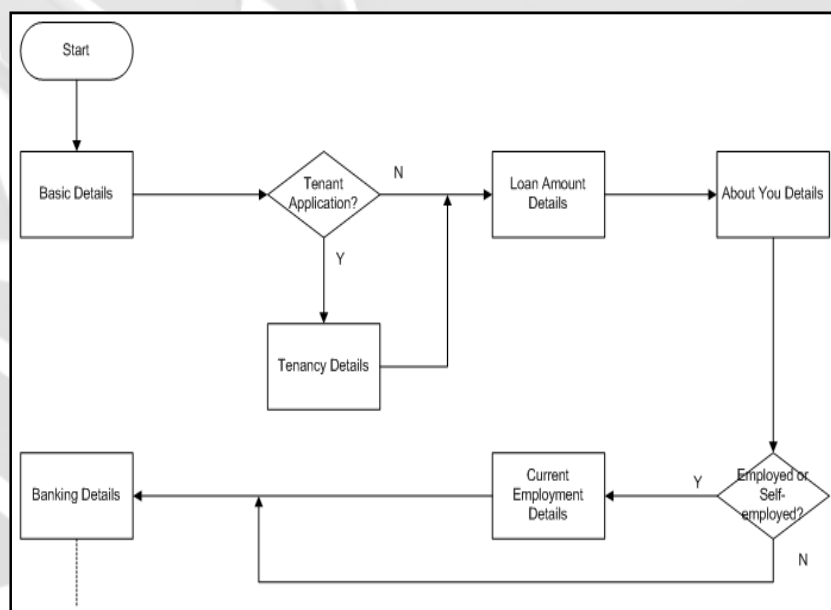 Start
Basic Details
Tenant
Application?
N
Loan Amount
Details
About You Details
Y
Tenancy Details
Banking Details
Current
Employment
Details
Y
Employed or
Self-
employed?
N